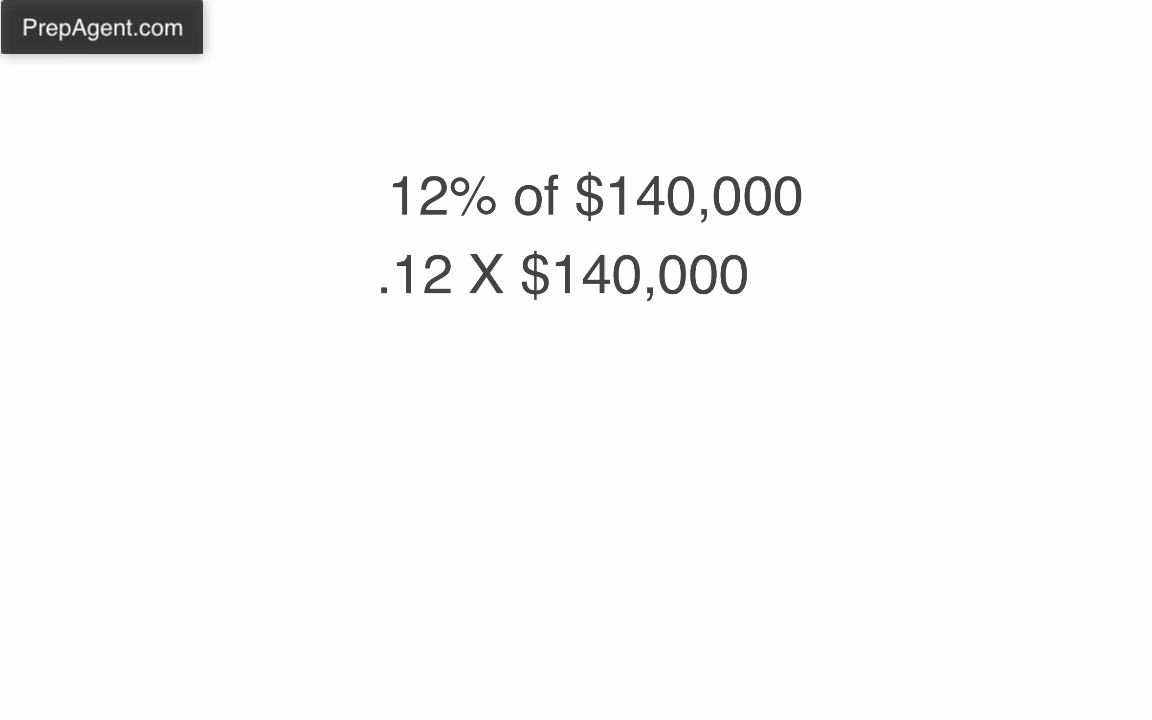 PrepAgent.com
12% of $140,000
.12 X $140,000